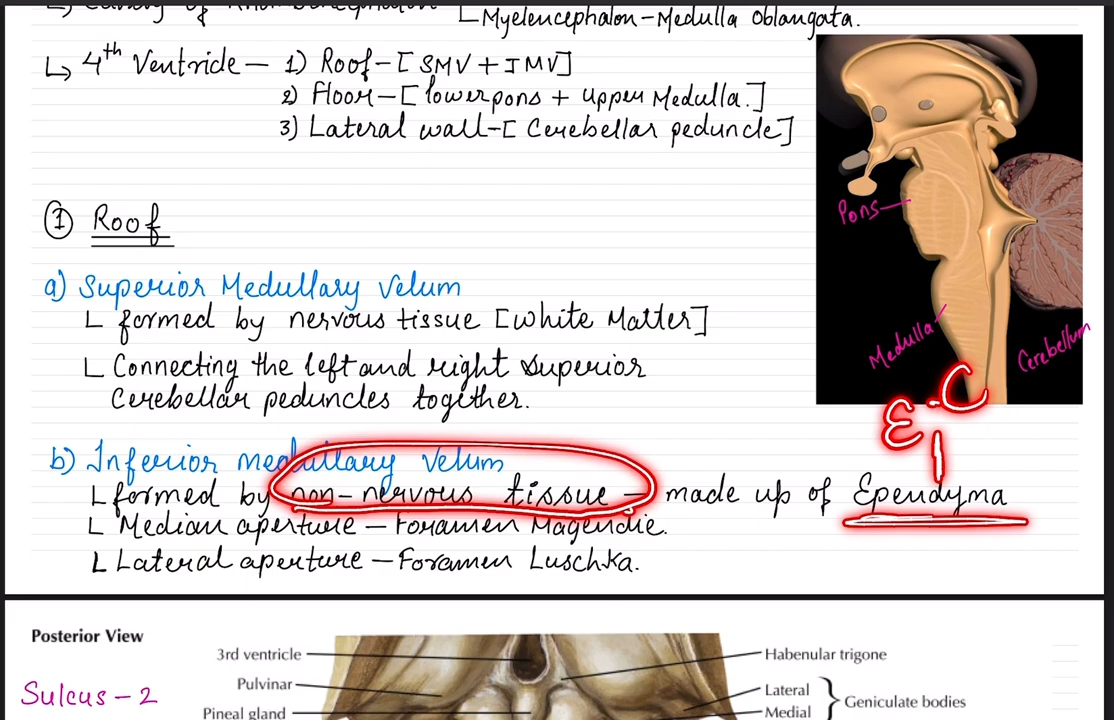 Myelencephalon-Medulla Oblangata.
↳ 4th Ventricle – 1) Roof-[SMV+IMV]
2) Floor-[lower pons + upper Medulla.]
3) Lateral wall-[Cerebellar peduncle]
① Roof
a) Superior Medullary Velum
L formed by nervous tissue [white Matter]
L Connecting the left and right superior
Cerebellar peduncles together.
b) Inferior medullary velum
L formed by non-nervous tissue – made up of Ependyma
L Median aperture – Foramen Magendie.
L Lateral aperture – Foramen Luschka.
Pons
Medulla
Cerebellum
E.C
Posterior View
3rd ventricle
Habenular trigone
Pulvinar
Lateral
Geniculate bodies
Sulcus-2
Pineal gland
Medial